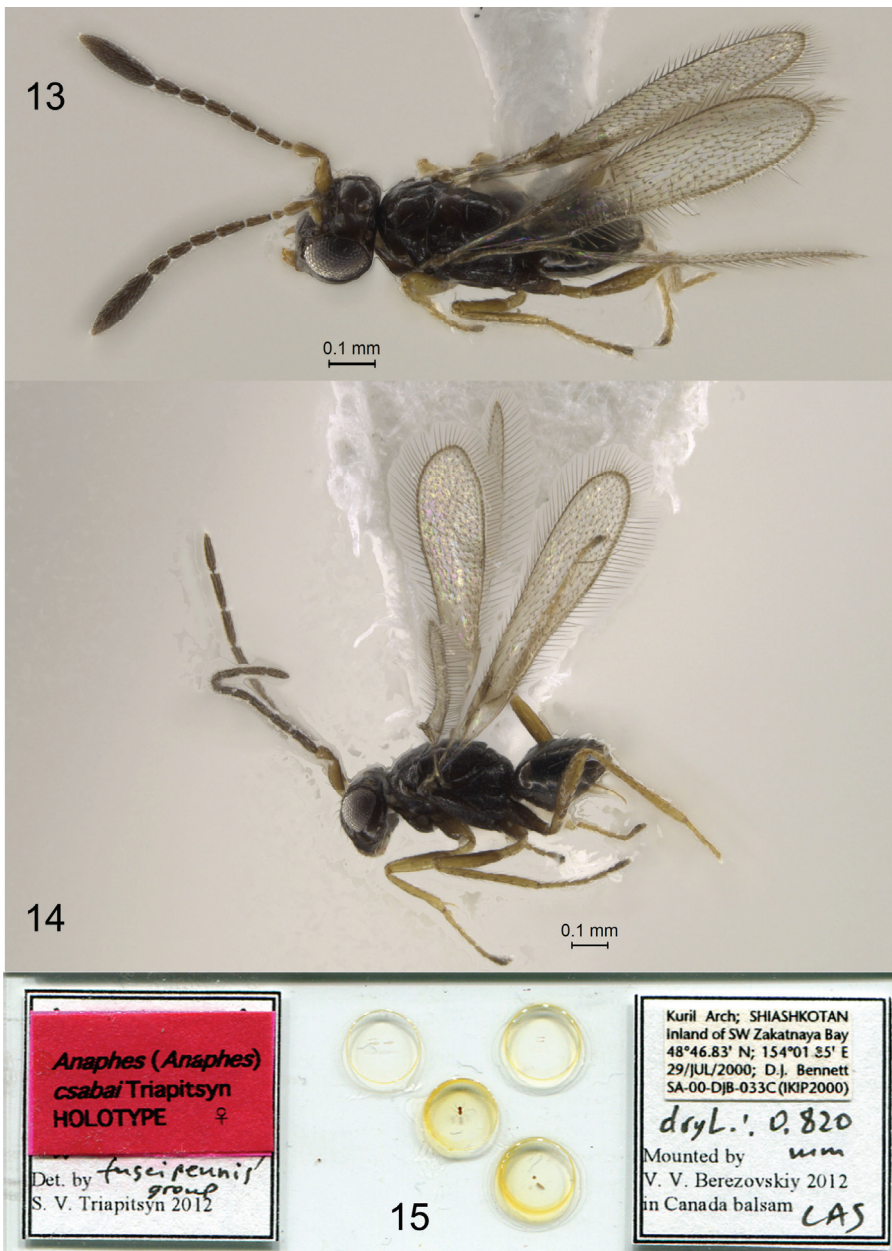 13
0.1 mm
14
0.1 mm
Anaphes (Anaphes)
csabai Triapitsyn
HOLOTYPE ♀
Det. by fuscipennis
group
S. V. Triapitsyn 2012
15
Kuril Arch; SHIASHKOTAN
inland of SW Zakatnaya Bay
48°46.83' N; 154°01.85' E
29/JUL/2000; D.J. Bennett
SA-00-DJB-033C (IKIP2000)
dry L.: 0.820
mm
Mounted by
V. V. Berezovskiy 2012
in Canada balsam
CAS